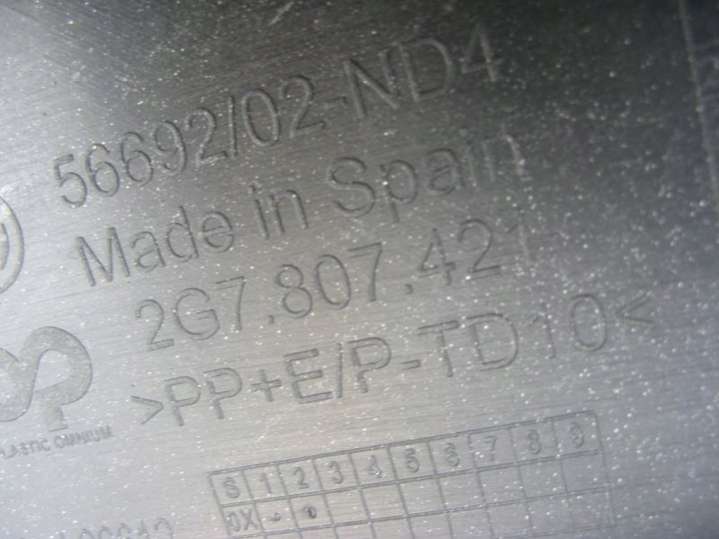 56692/02-ND4
Made in Spain
2G7.807.421
>PP+E/P-TD10<
PLASTIC OMNIUM
S 1 2 3 4 5 6 7 8 9